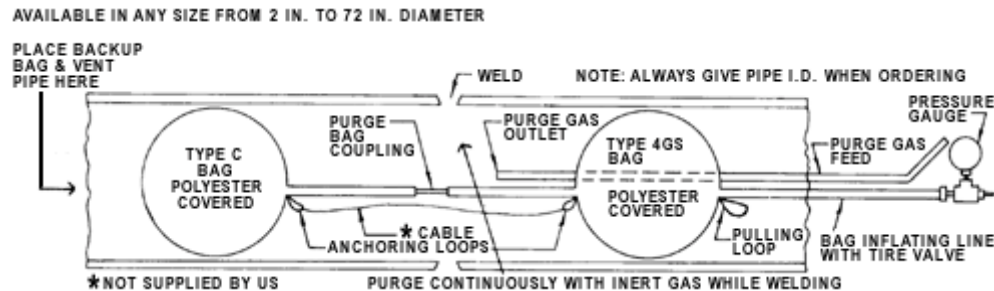 AVAILABLE IN ANY SIZE FROM 2 IN. TO 72 IN. DIAMETER
PLACE BACKUP
BAG & VENT
PIPE HERE
WELD
NOTE: ALWAYS GIVE PIPE I.D. WHEN ORDERING
PRESSURE
GAUGE
PURGE
BAG
COUPLING
PURGE GAS
OUTLET
TYPE 4GS
BAG
POLYESTER
COVERED
PURGE GAS
FEED
TYPE C
BAG
POLYESTER
COVERED
* CABLE
ANCHORING LOOPS
PULLING
LOOP
BAG INFLATING LINE
WITH TIRE VALVE
*NOT SUPPLIED BY US
PURGE CONTINUOUSLY WITH INERT GAS WHILE WELDING